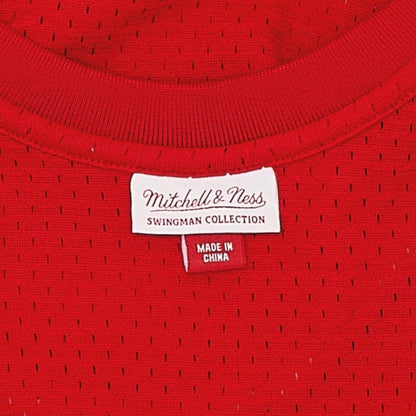 Mitchell & Ness
SWINGMAN COLLECTION
MADE IN
CHINA